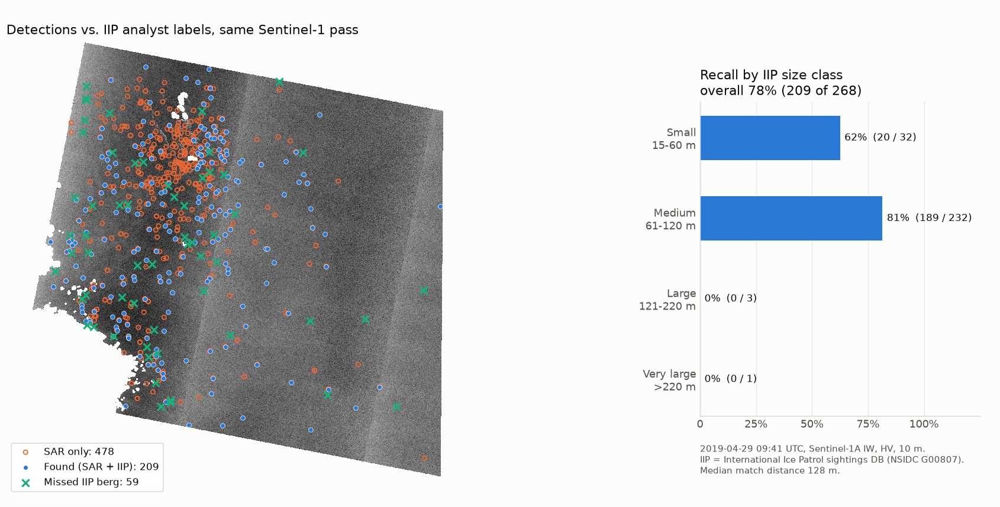 Detections vs. IIP analyst labels, same Sentinel-1 pass
SAR only: 478
Found (SAR + IIP): 209
Missed IIP berg: 59
Recall by IIP size class
overall 78% (209 of 268)
Small
15-60 m
62% (20 / 32)
Medium
61-120 m
81% (189 / 232)
Large
121-220 m
0% (0 / 3)
Very large
>220 m
0% (0 / 1)
0 25% 50% 75% 100%
2019-04-29 09:41 UTC, Sentinel-1A IW, HV, 10 m.
IIP = International Ice Patrol sightings DB (NSIDC G00807).
Median match distance 128 m.